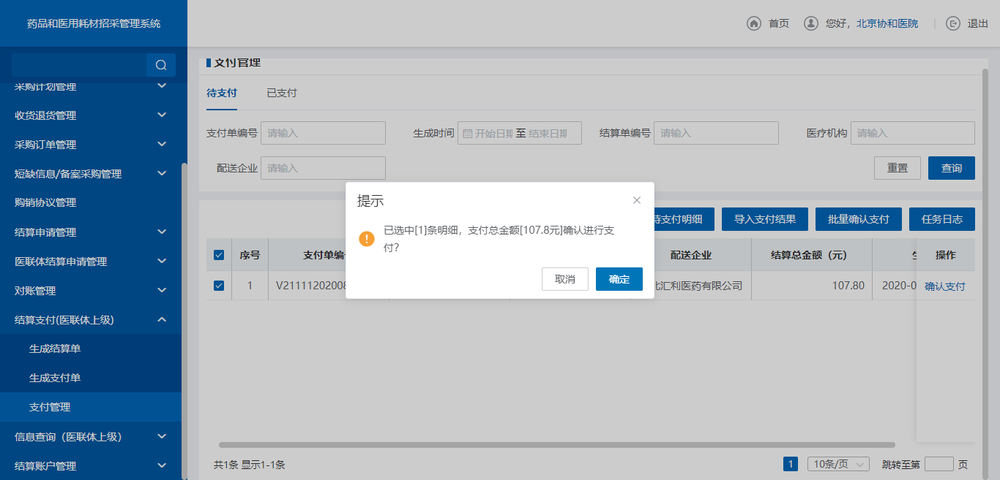 药品和医用耗材招采管理系统
首页
您好，北京协和医院
退出
采购计划管理
收货退货管理
采购订单管理
短缺信息/备案采购管理
购销协议管理
结算申请管理
医联体结算申请管理
对账管理
结算支付(医联体上级)
生成结算单
生成支付单
支付管理
信息查询（医联体上级）
结算账户管理
支付管理
待支付 已支付
支付单编号 请输入 生成时间 开始日期 至 结束日期 结算单编号 请输入 医疗机构 请输入
配送企业 请输入 重置 查询
待支付明细 导入支付结果 批量确认支付 任务日志
序号 支付单编 配送企业 结算总金额（元） 操作
1 V2111120200 汇利医药有限公司 107.80 2020-0 确认支付
提示
已选中[1]条明细，支付总金额[107.8元]确认进行支
付？
取消 确定
共1条 显示1-1条 1 10条/页 跳转至第 页